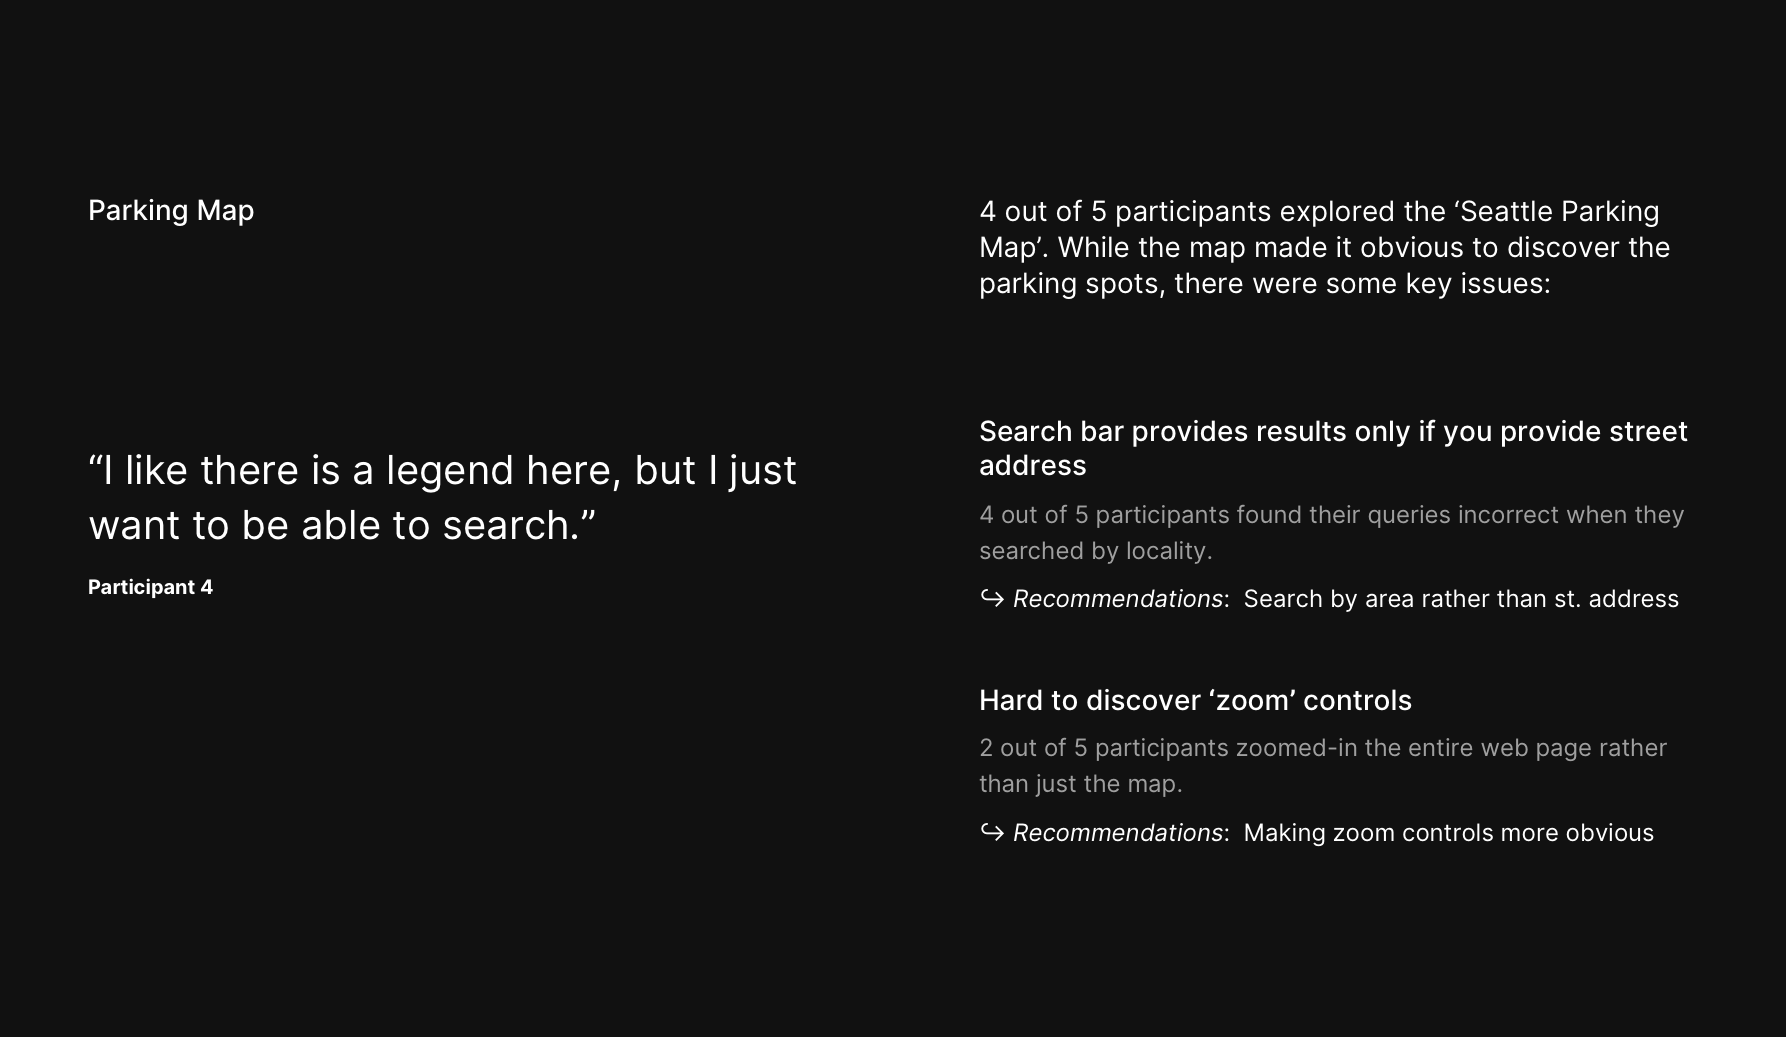 Parking Map
4 out of 5 participants explored the ‘Seattle Parking
Map’. While the map made it obvious to discover the
parking spots, there were some key issues:
“I like there is a legend here, but I just
want to be able to search.”
Participant 4
Search bar provides results only if you provide street
address
4 out of 5 participants found their queries incorrect when they
searched by locality.
↪ Recommendations:  Search by area rather than st. address
Hard to discover ‘zoom’ controls
2 out of 5 participants zoomed-in the entire web page rather
than just the map.
↪ Recommendations:  Making zoom controls more obvious